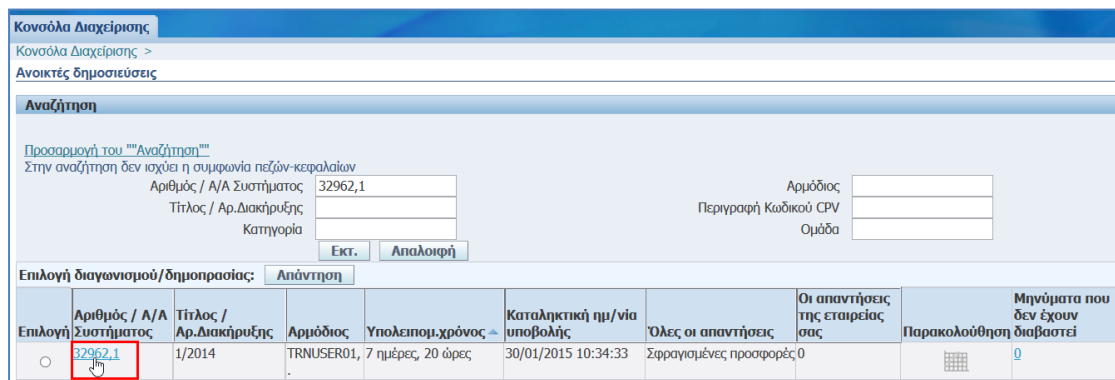 Κονσόλα Διαχείρισης
Κονσόλα Διαχείρισης >
Ανοικτές δημοσιεύσεις
Αναζήτηση
Προσαρμογή του ""Αναζήτηση""
Στην αναζήτηση δεν ισχύει η συμφωνία πεζών-κεφαλαίων
Αριθμός / Α/Α Συστήματος 32962,1 Αρμόδιος
Τίτλος / Αρ.Διακήρυξης Περιγραφή Κωδικού CPV
Κατηγορία Ομάδα
Εκτ. Απαλοιφή
Επιλογή διαγωνισμού/δημοπρασίας: Απάντηση
Επιλογή Αριθμός / Α/Α Συστήματος Τίτλος / Αρ.Διακήρυξης Αρμόδιος Υπολειπομ.χρόνος Καταληκτική ημ/νία υποβολής Όλες οι απαντήσεις Οι απαντήσεις της εταιρείας σας Παρακολούθηση Μηνύματα που δεν έχουν διαβαστεί
32962,1 1/2014 TRNUSER01, . 7 ημέρες, 20 ώρες 30/01/2015 10:34:33 Σφραγισμένες προσφορές 0 0